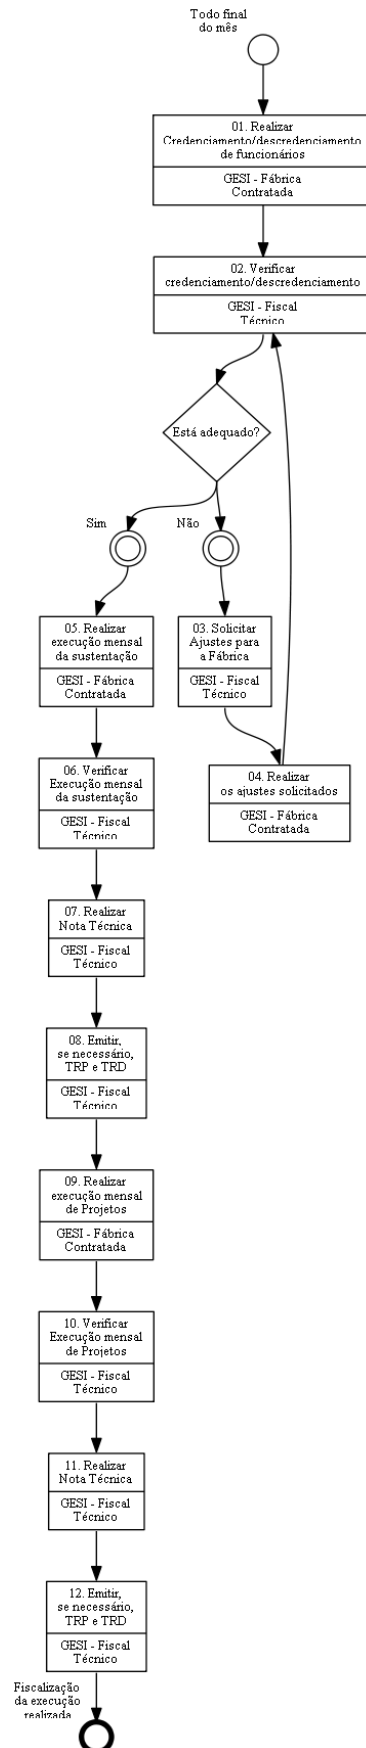 Todo final
do mês
01. Realizar
Credenciamento/descredenciamento
de funcionários
GESI - Fábrica
Contratada
02. Verificar
credenciamento/descredenciamento
GESI - Fiscal
Técnico
Está adequado?
Sim
Não
05. Realizar
execução mensal
da sustentação
GESI - Fábrica
Contratada
03. Solicitar
Ajustes para
a Fábrica
GESI - Fiscal
Técnico
06. Verificar
Execução mensal
da sustentação
GESI - Fiscal
Técnico
04. Realizar
os ajustes solicitados
GESI - Fábrica
Contratada
07. Realizar
Nota Técnica
GESI - Fiscal
Técnico
08. Emitir,
se necessário,
TRP e TRD
GESI - Fiscal
Técnico
09. Realizar
execução mensal
de Projetos
GESI - Fábrica
Contratada
10. Verificar
Execução mensal
de Projetos
GESI - Fiscal
Técnico
11. Realizar
Nota Técnica
GESI - Fiscal
Técnico
12. Emitir,
se necessário,
TRP e TRD
GESI - Fiscal
Técnico
Fiscalização
da execução
realizada